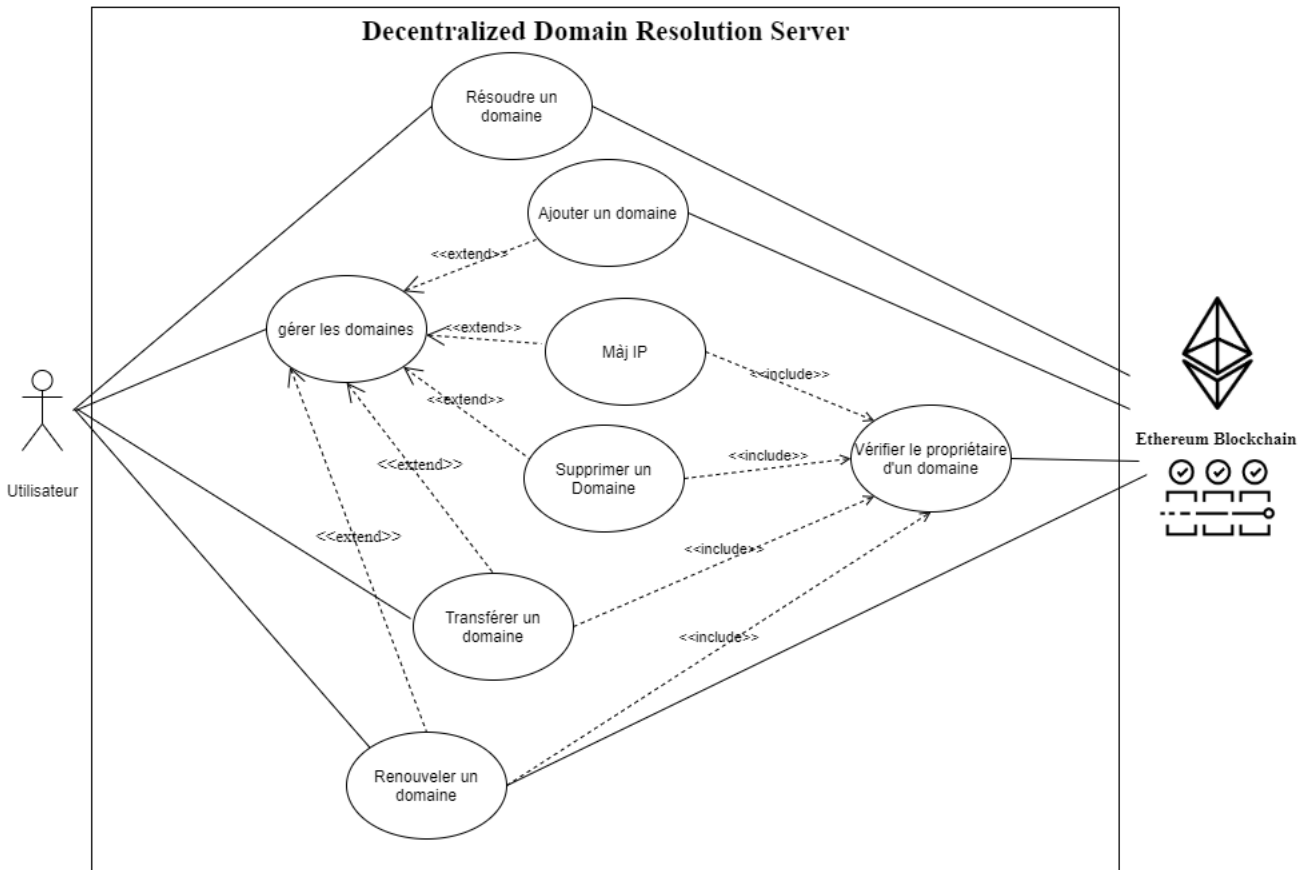 Decentralized Domain Resolution Server
Résoudre un
domaine
Ajouter un domaine
<<extend>>
gérer les domaines
<<extend>>
Màj IP
<<include>>
<<extend>>
Supprimer un
Domaine
<<include>>
Vérifier le propriétaire
d'un domaine
Ethereum Blockchain
Utilisateur
<<extend>>
<<extend>>
<<include>>
Transférer un
domaine
<<include>>
Renouveler un
domaine